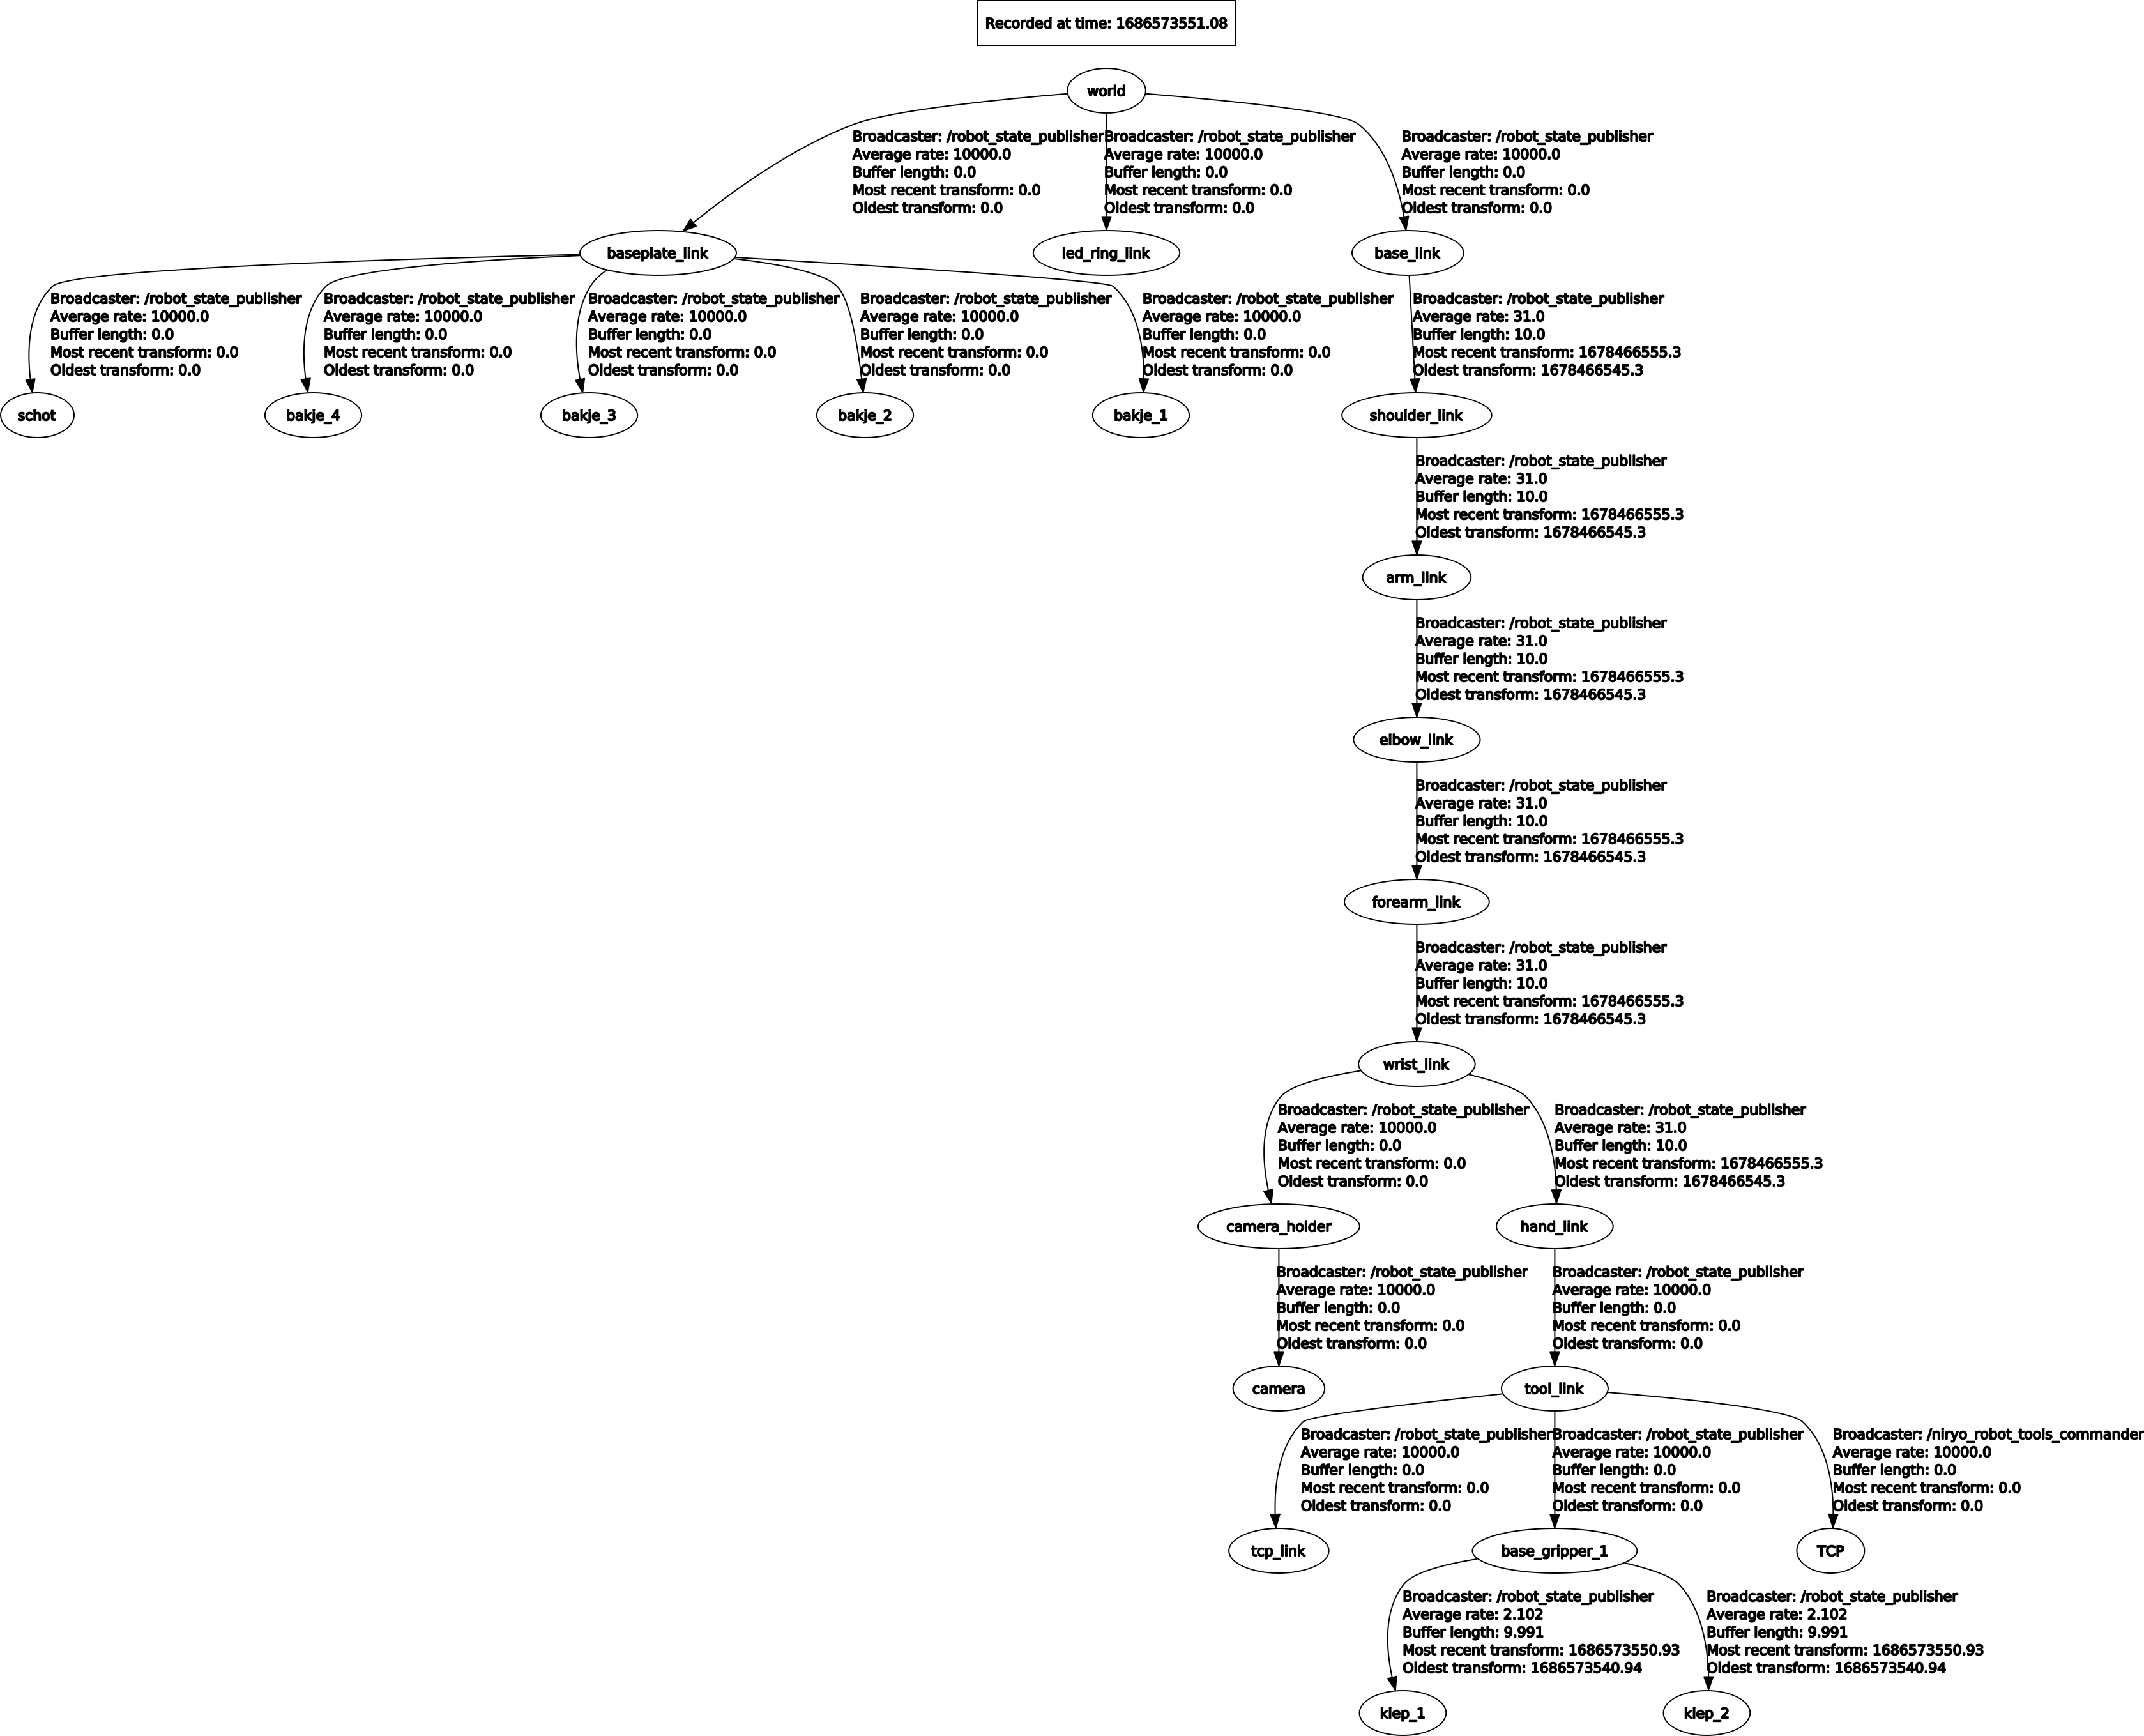 Recorded at time: 1686573551.08
world
Broadcaster: /robot_state_publisher
Average rate: 10000.0
Buffer length: 0.0
Most recent transform: 0.0
Oldest transform: 0.0
Broadcaster: /robot_state_publisher
Average rate: 10000.0
Buffer length: 0.0
Most recent transform: 0.0
Oldest transform: 0.0
Broadcaster: /robot_state_publisher
Average rate: 10000.0
Buffer length: 0.0
Most recent transform: 0.0
Oldest transform: 0.0
baseplate_link
led_ring_link
base_link
Broadcaster: /robot_state_publisher
Average rate: 10000.0
Buffer length: 0.0
Most recent transform: 0.0
Oldest transform: 0.0
Broadcaster: /robot_state_publisher
Average rate: 10000.0
Buffer length: 0.0
Most recent transform: 0.0
Oldest transform: 0.0
Broadcaster: /robot_state_publisher
Average rate: 10000.0
Buffer length: 0.0
Most recent transform: 0.0
Oldest transform: 0.0
Broadcaster: /robot_state_publisher
Average rate: 10000.0
Buffer length: 0.0
Most recent transform: 0.0
Oldest transform: 0.0
Broadcaster: /robot_state_publisher
Average rate: 10000.0
Buffer length: 0.0
Most recent transform: 0.0
Oldest transform: 0.0
Broadcaster: /robot_state_publisher
Average rate: 31.0
Buffer length: 10.0
Most recent transform: 1678466555.3
Oldest transform: 1678466545.3
schot
bakje_4
bakje_3
bakje_2
bakje_1
shoulder_link
Broadcaster: /robot_state_publisher
Average rate: 31.0
Buffer length: 10.0
Most recent transform: 1678466555.3
Oldest transform: 1678466545.3
arm_link
Broadcaster: /robot_state_publisher
Average rate: 31.0
Buffer length: 10.0
Most recent transform: 1678466555.3
Oldest transform: 1678466545.3
elbow_link
Broadcaster: /robot_state_publisher
Average rate: 31.0
Buffer length: 10.0
Most recent transform: 1678466555.3
Oldest transform: 1678466545.3
forearm_link
Broadcaster: /robot_state_publisher
Average rate: 31.0
Buffer length: 10.0
Most recent transform: 1678466555.3
Oldest transform: 1678466545.3
wrist_link
Broadcaster: /robot_state_publisher
Average rate: 10000.0
Buffer length: 0.0
Most recent transform: 0.0
Oldest transform: 0.0
Broadcaster: /robot_state_publisher
Average rate: 31.0
Buffer length: 10.0
Most recent transform: 1678466555.3
Oldest transform: 1678466545.3
camera_holder
hand_link
Broadcaster: /robot_state_publisher
Average rate: 10000.0
Buffer length: 0.0
Most recent transform: 0.0
Oldest transform: 0.0
Broadcaster: /robot_state_publisher
Average rate: 10000.0
Buffer length: 0.0
Most recent transform: 0.0
Oldest transform: 0.0
camera
tool_link
Broadcaster: /robot_state_publisher
Average rate: 10000.0
Buffer length: 0.0
Most recent transform: 0.0
Oldest transform: 0.0
Broadcaster: /robot_state_publisher
Average rate: 10000.0
Buffer length: 0.0
Most recent transform: 0.0
Oldest transform: 0.0
Broadcaster: /niryo_robot_tools_commander
Average rate: 10000.0
Buffer length: 0.0
Most recent transform: 0.0
Oldest transform: 0.0
tcp_link
base_gripper_1
TCP
Broadcaster: /robot_state_publisher
Average rate: 2.102
Buffer length: 9.991
Most recent transform: 1686573550.93
Oldest transform: 1686573540.94
Broadcaster: /robot_state_publisher
Average rate: 2.102
Buffer length: 9.991
Most recent transform: 1686573550.93
Oldest transform: 1686573540.94
klep_1
klep_2